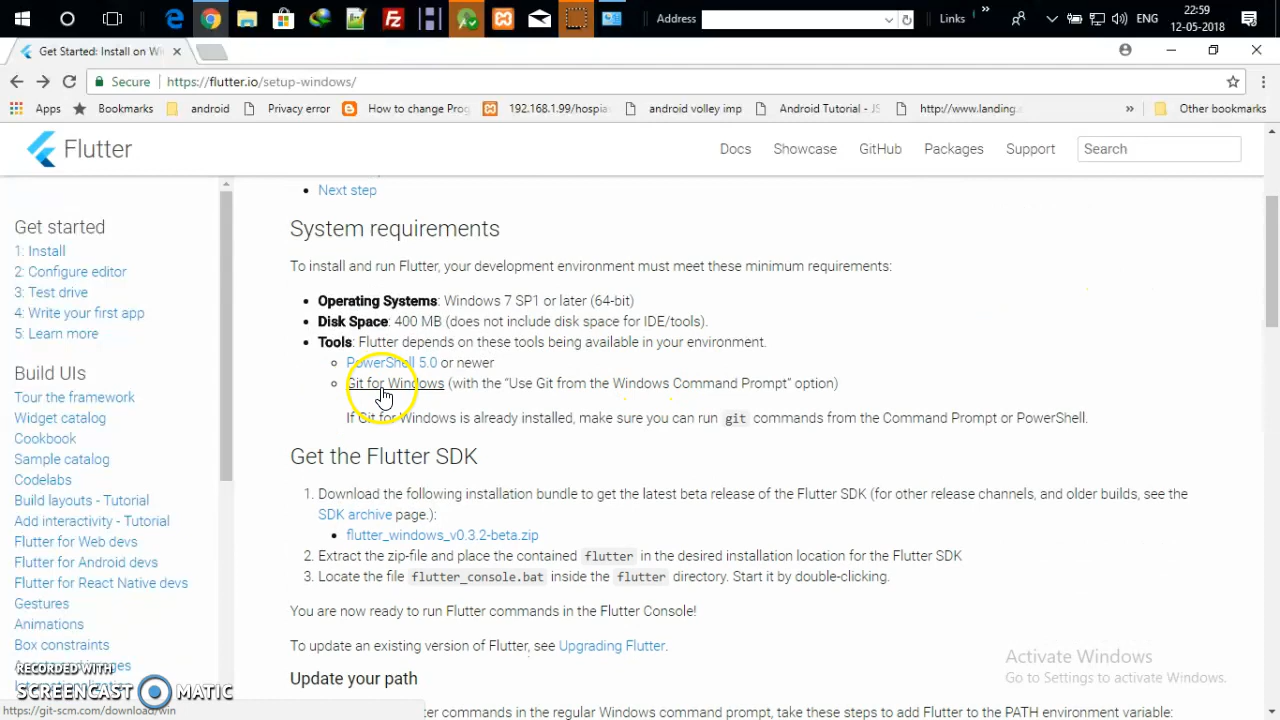 Address
Links
»
ENG
22:59
12-05-2018
Get Started: Install on Wi
Secure
https://flutter.io/setup-windows/
Apps
Bookmarks
android
Privacy error
How to change Prog
192.168.1.99/hospia
android volley imp
Android Tutorial - JS
http://www.landing.
»
Other bookmarks
Flutter
Docs
Showcase
GitHub
Packages
Support
Search
Get started
1: Install
2: Configure editor
3: Test drive
4: Write your first app
5: Learn more
Build UIs
Tour the framework
Widget catalog
Cookbook
Sample catalog
Codelabs
Build layouts - Tutorial
Add interactivity - Tutorial
Flutter for Web devs
Flutter for Android devs
Flutter for React Native devs
Gestures
Animations
Box constraints
• Next step
System requirements
To install and run Flutter, your development environment must meet these minimum requirements:
• Operating Systems: Windows 7 SP1 or later (64-bit)
• Disk Space: 400 MB (does not include disk space for IDE/tools).
• Tools: Flutter depends on these tools being available in your environment.
◦ PowerShell 5.0 or newer
◦ Git for Windows (with the “Use Git from the Windows Command Prompt” option)
If Git for Windows is already installed, make sure you can run git commands from the Command Prompt or PowerShell.
Get the Flutter SDK
1. Download the following installation bundle to get the latest beta release of the Flutter SDK (for other release channels, and older builds, see the
SDK archive page.):
• flutter_windows_v0.3.2-beta.zip
2. Extract the zip-file and place the contained flutter in the desired installation location for the Flutter SDK
3. Locate the file flutter_console.bat inside the flutter directory. Start it by double-clicking.
You are now ready to run Flutter commands in the Flutter Console!
To update an existing version of Flutter, see Upgrading Flutter.
Update your path
tter commands in the regular Windows command prompt, take these steps to add Flutter to the PATH environment variable:
Activate Windows
Go to Settings to activate Windows.
RECORDED WITH
SCREENCAST MATIC
https://git-scm.com/download/win